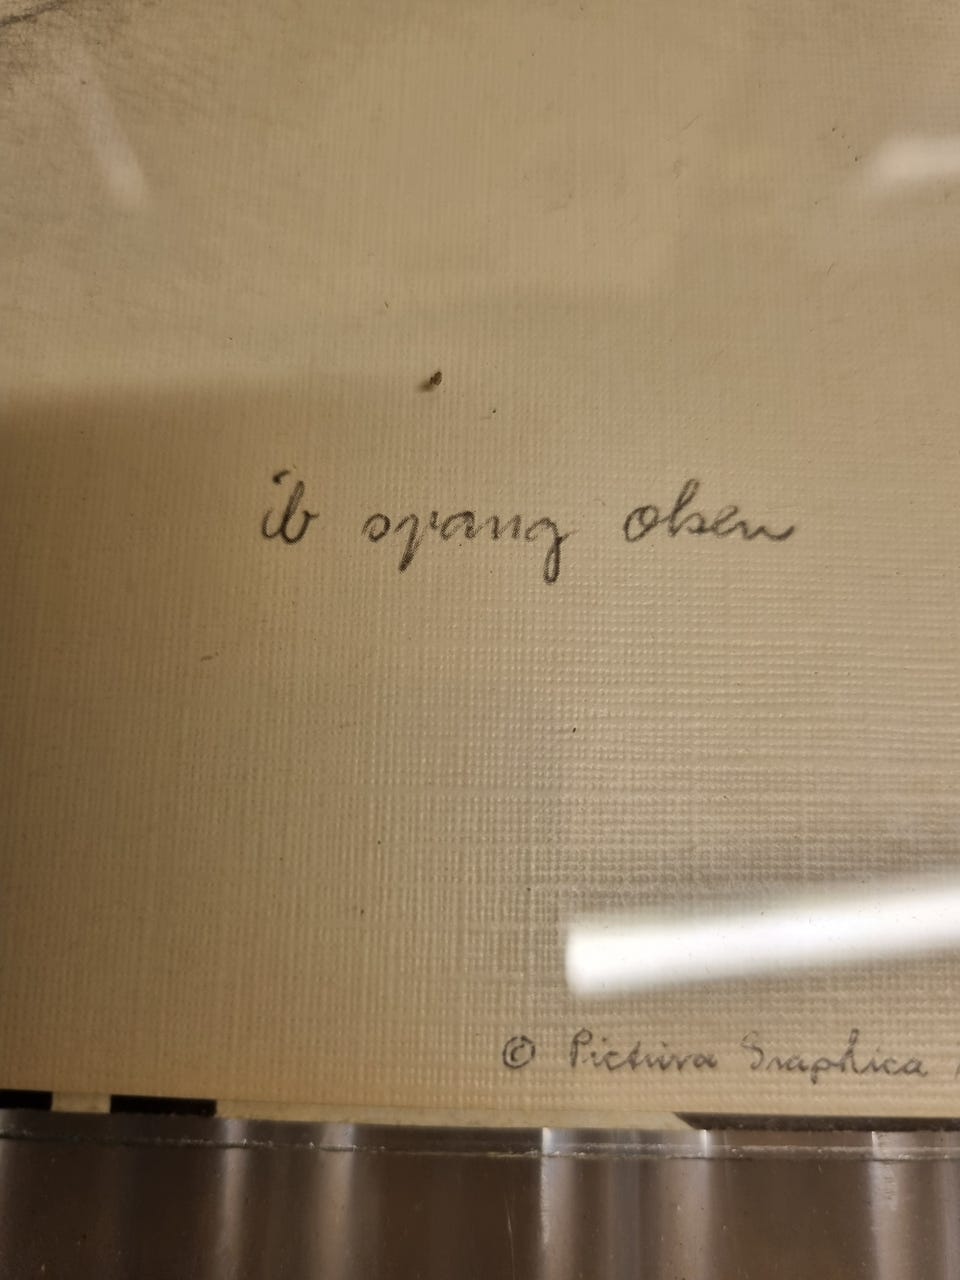 ib spang olsen
© Pictura Graphica